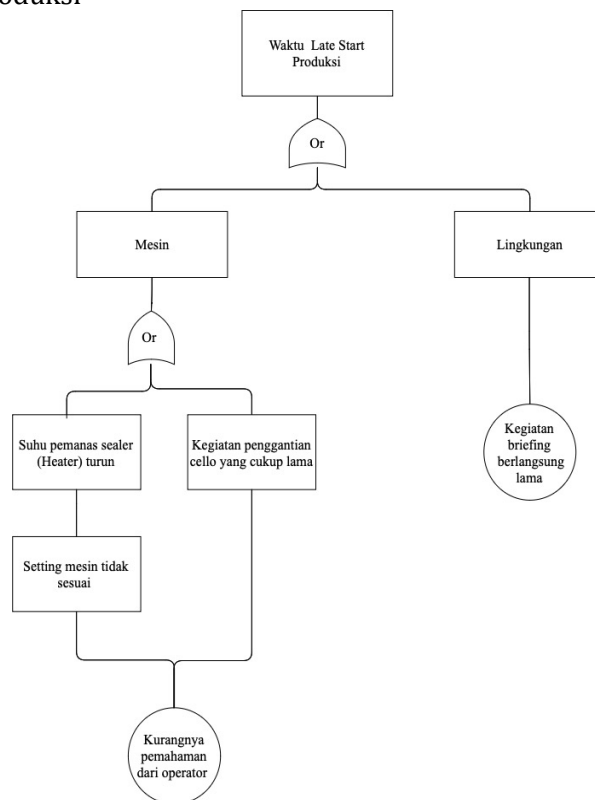 Waktu Late Start
Produksi
Or
Mesin
Lingkungan
Or
Suhu pemanas sealer
(Heater) turun
Kegiatan penggantian
cello yang cukup lama
Kegiatan
briefing
berlangsung
lama
Setting mesin tidak
sesuai
Kurangnya
pemahaman
dari operator